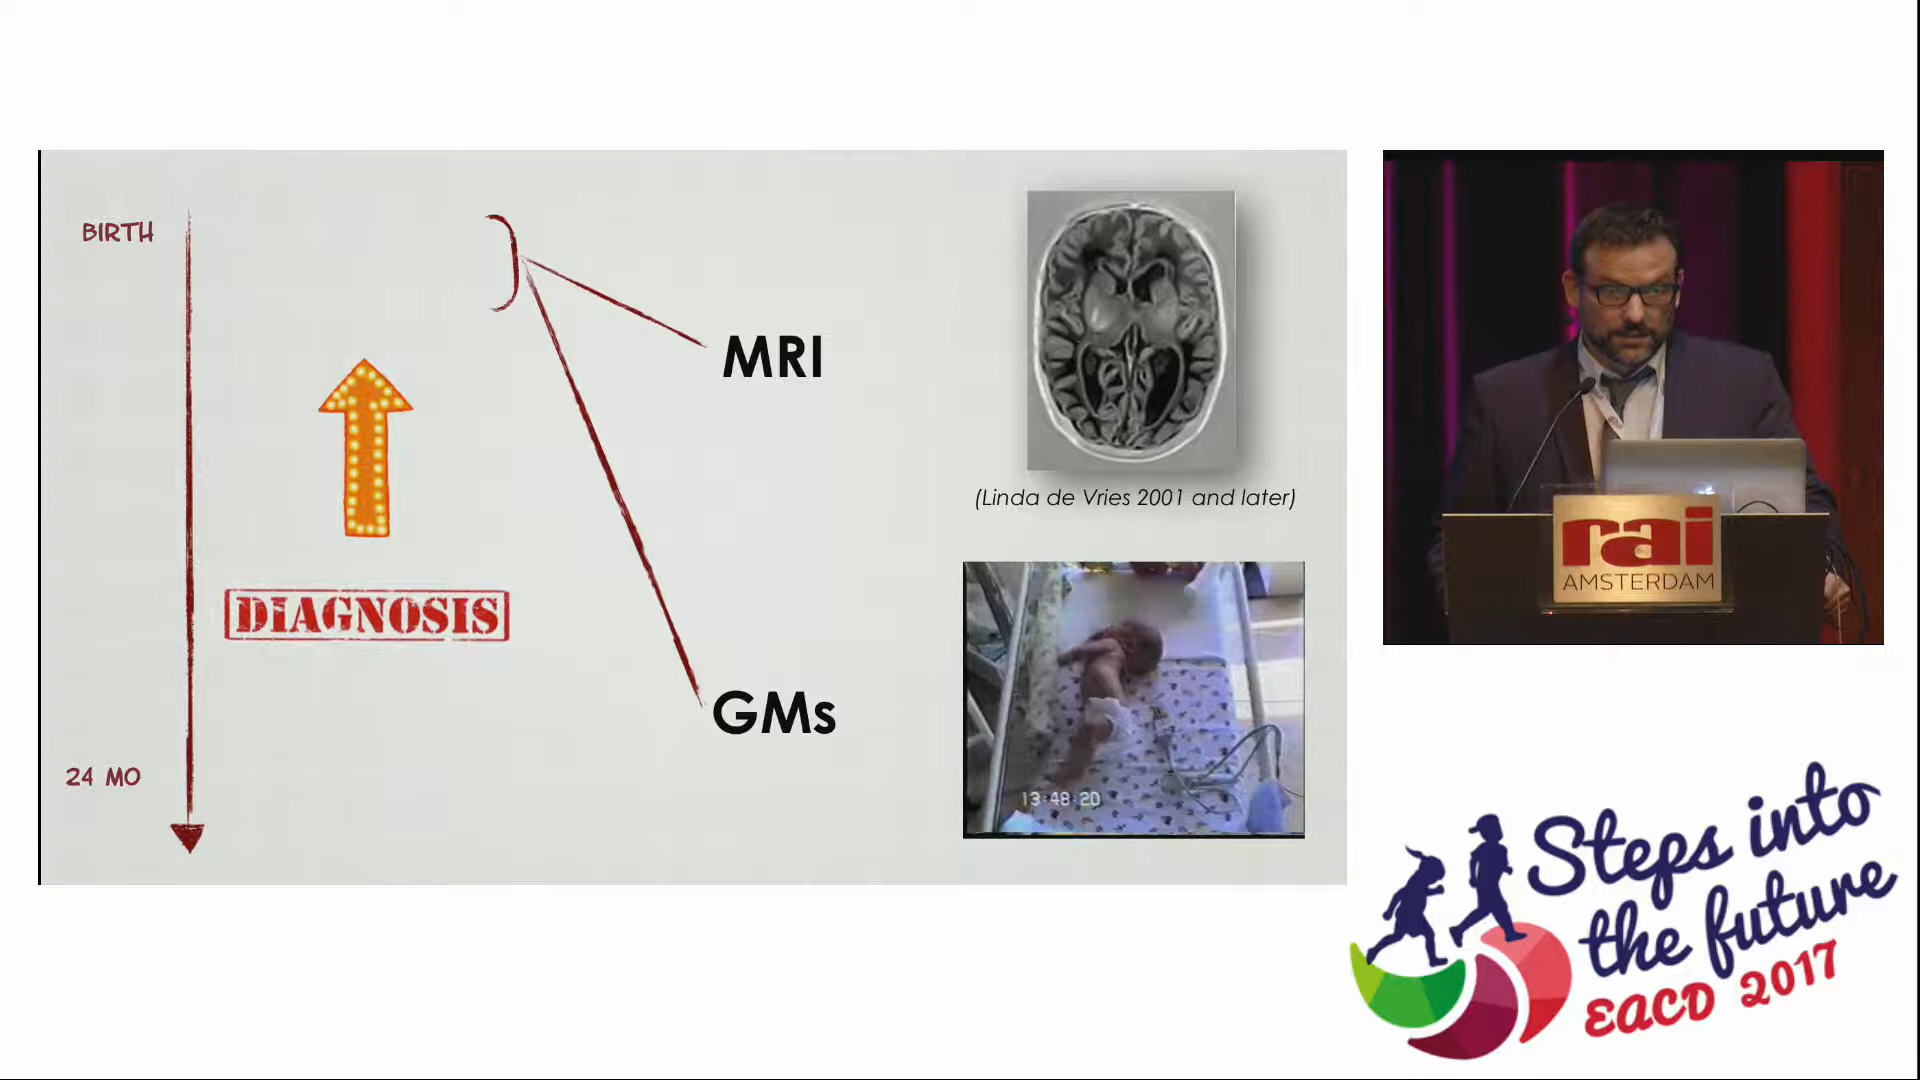 BIRTH
MRI
(Linda de Vries 2001 and later)
DIAGNOSIS
GMs
24 MO
13:48:20
rai
AMSTERDAM
Steps into
the future
EACD 2017